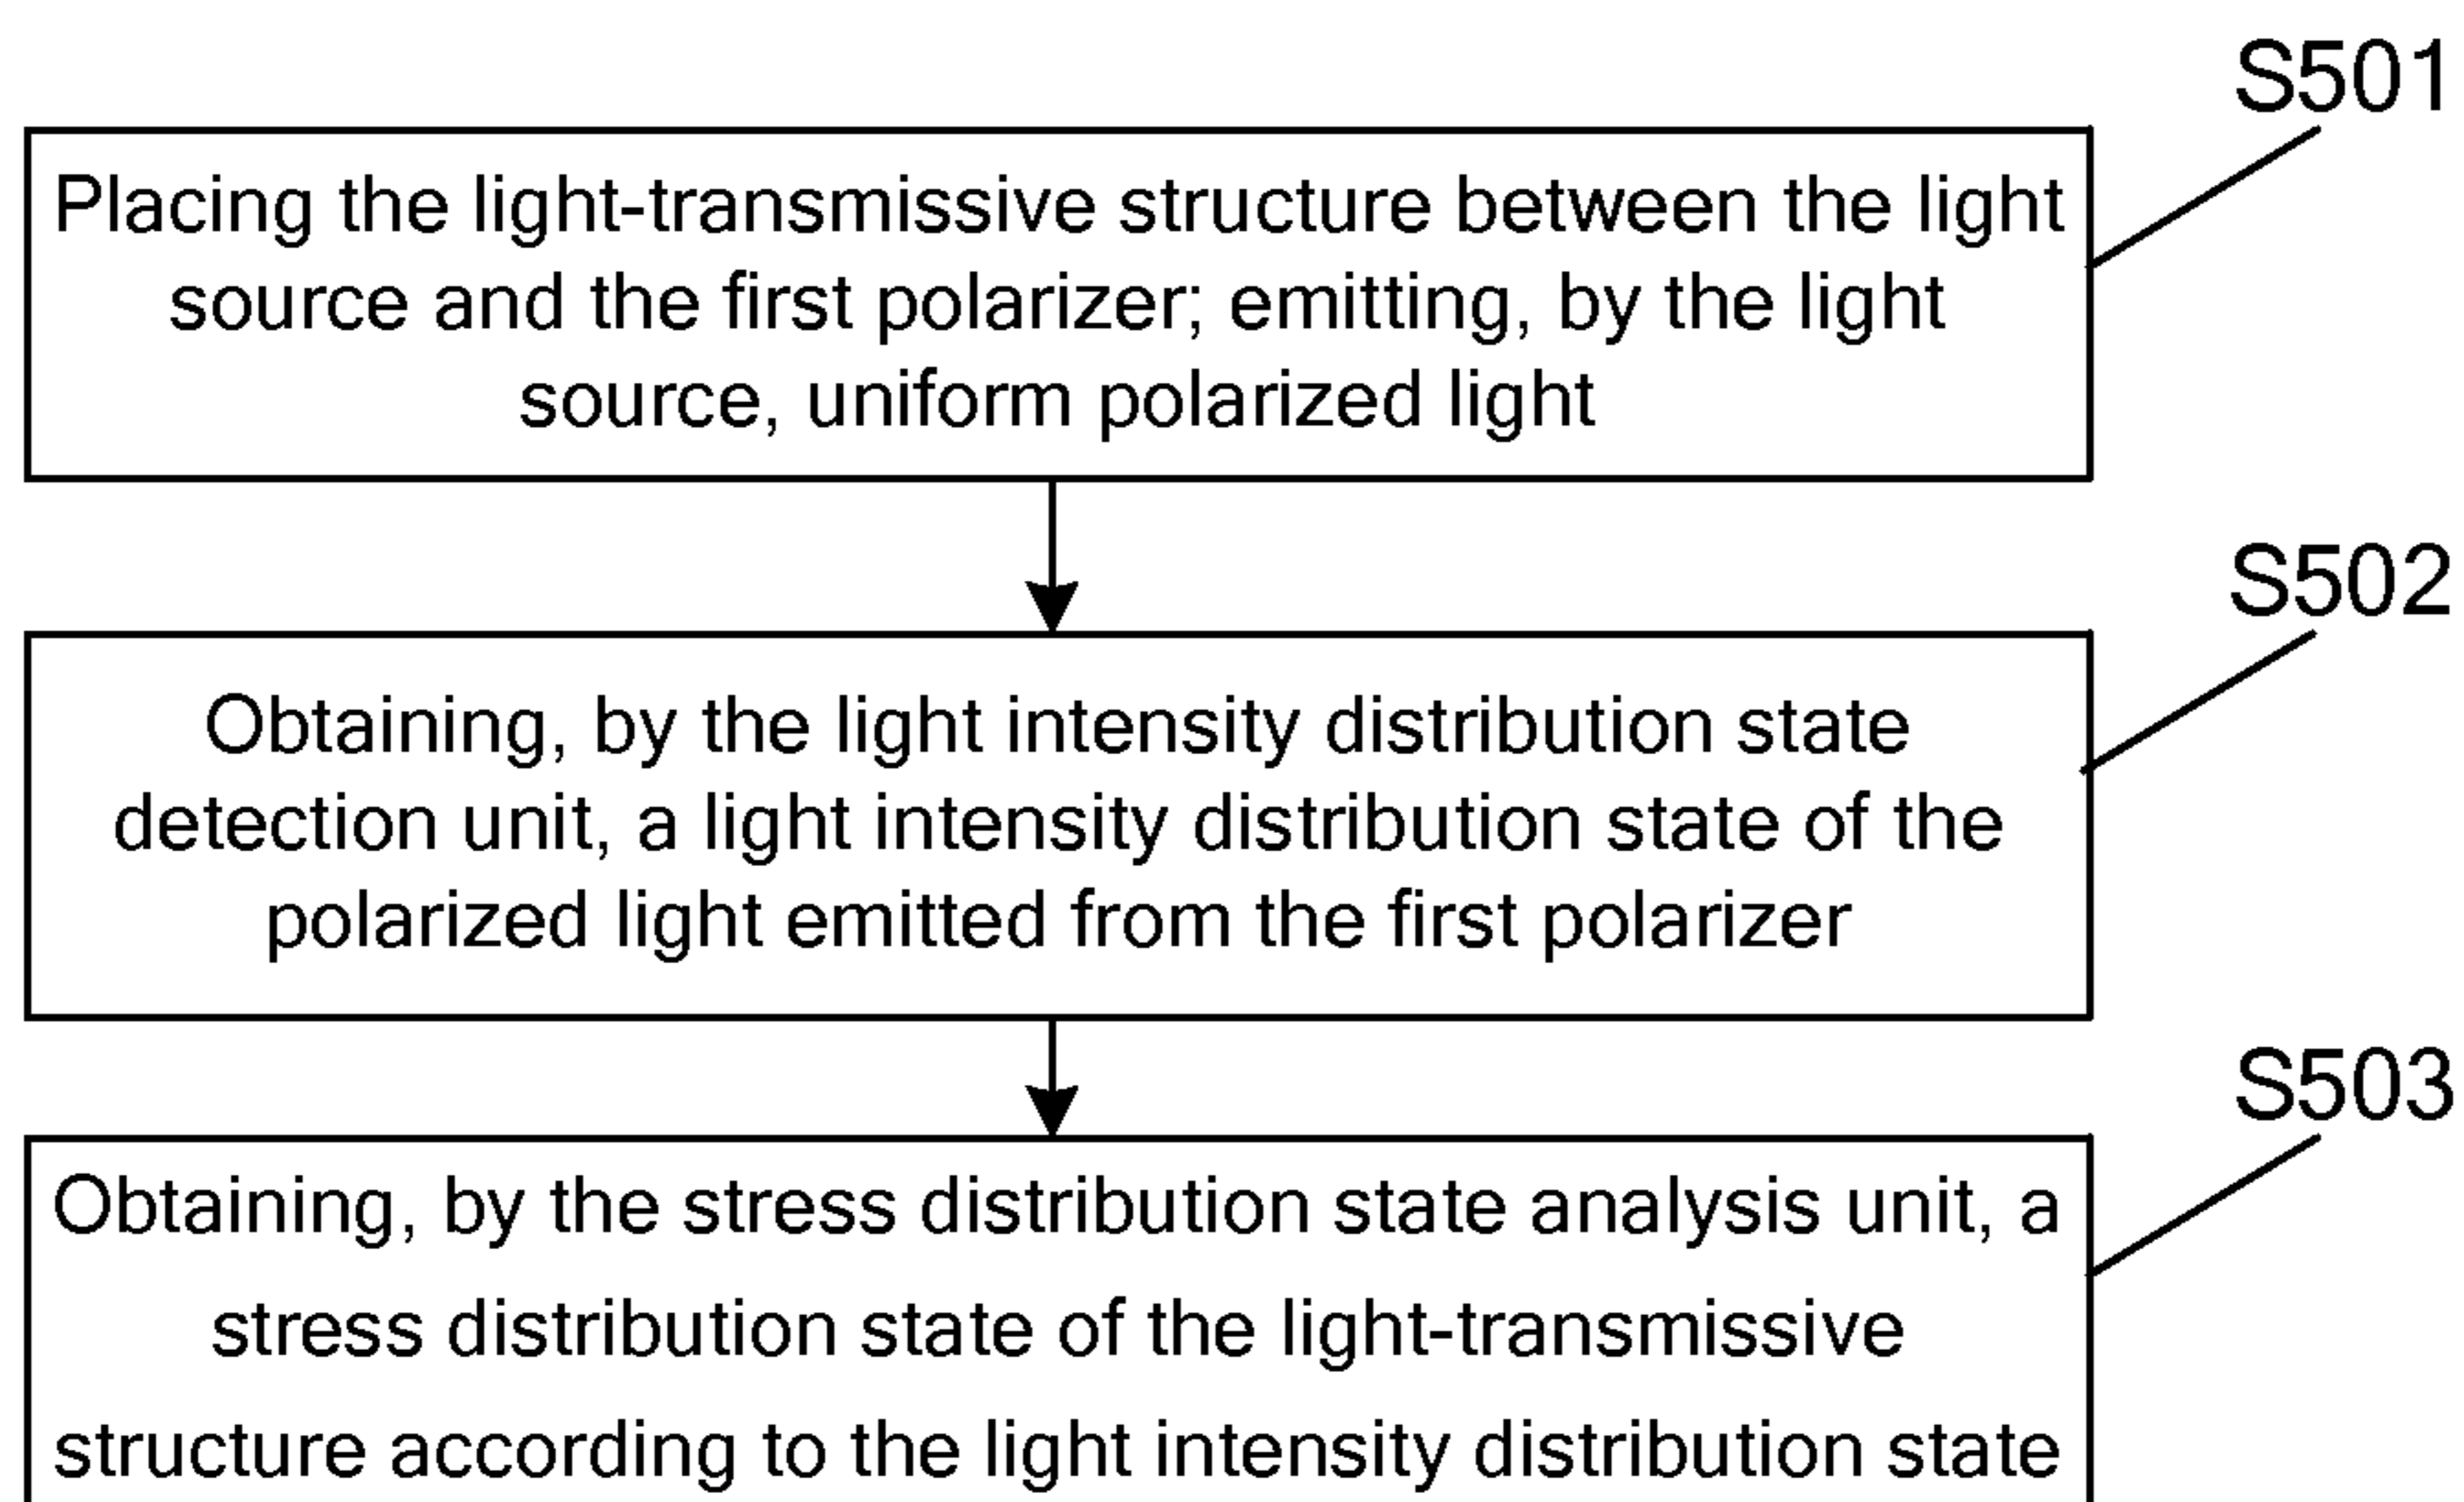 S501
Placing the light-transmissive structure between the light
source and the first polarizer; emitting, by the light
source, uniform polarized light
S502
Obtaining, by the light intensity distribution state
detection unit, a light intensity distribution state of the
polarized light emitted from the first polarizer
S503
Obtaining, by the stress distribution state analysis unit, a
stress distribution state of the light-transmissive
structure according to the light intensity distribution state